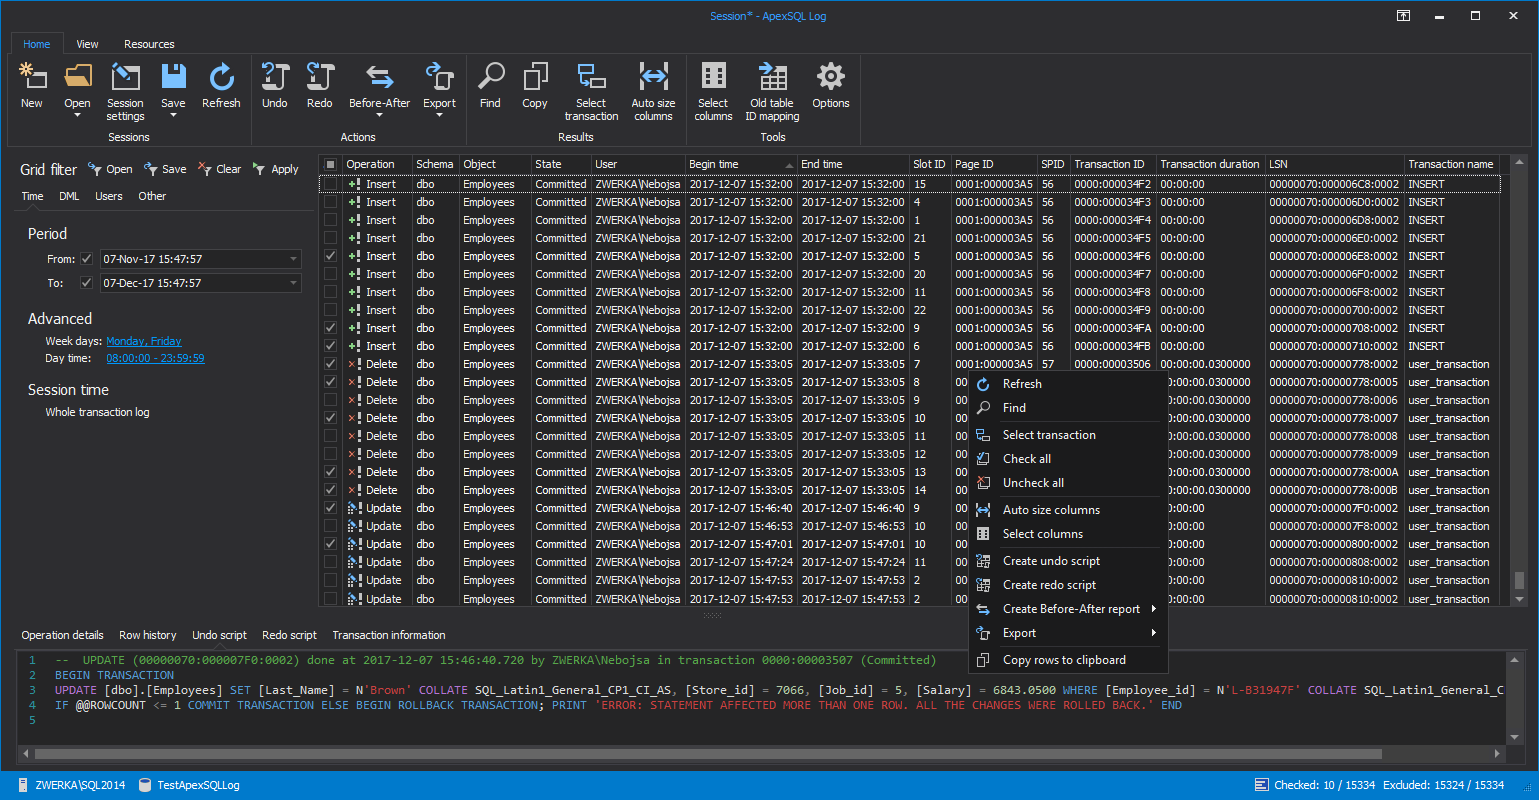 Session* - ApexSQL Log
Home View Resources
New Open Session settings Save Refresh Undo Redo Before-After Export Find Copy Select transaction Auto size columns Select columns Old table ID mapping Options
Sessions Actions Results Tools
Grid filter Open Save Clear Apply
Time DML Users Other
Period
From: 07-Nov-17 15:47:57
To: 07-Dec-17 15:47:57
Advanced
Week days: Monday, Friday
Day time: 08:00:00 - 23:59:59
Session time
Whole transaction log
Operation Schema Object State User Begin time End time Slot ID Page ID SPID Transaction ID Transaction duration LSN Transaction name
Insert dbo Employees Committed ZWERKA\Nebojsa 2017-12-07 15:32:00 2017-12-07 15:32:00 15 0001:000003A5 56 0000:000034F2 00:00:00 00000070:000006C8:0002 INSERT
Insert dbo Employees Committed ZWERKA\Nebojsa 2017-12-07 15:32:00 2017-12-07 15:32:00 4 0001:000003A5 56 0000:000034F3 00:00:00 00000070:000006D0:0002 INSERT
Insert dbo Employees Committed ZWERKA\Nebojsa 2017-12-07 15:32:00 2017-12-07 15:32:00 1 0001:000003A5 56 0000:000034F4 00:00:00 00000070:000006D8:0002 INSERT
Insert dbo Employees Committed ZWERKA\Nebojsa 2017-12-07 15:32:00 2017-12-07 15:32:00 21 0001:000003A5 56 0000:000034F5 00:00:00 00000070:000006E0:0002 INSERT
Insert dbo Employees Committed ZWERKA\Nebojsa 2017-12-07 15:32:00 2017-12-07 15:32:00 5 0001:000003A5 56 0000:000034F6 00:00:00 00000070:000006E8:0002 INSERT
Insert dbo Employees Committed ZWERKA\Nebojsa 2017-12-07 15:32:00 2017-12-07 15:32:00 20 0001:000003A5 56 0000:000034F7 00:00:00 00000070:000006F0:0002 INSERT
Insert dbo Employees Committed ZWERKA\Nebojsa 2017-12-07 15:32:00 2017-12-07 15:32:00 11 0001:000003A5 56 0000:000034F8 00:00:00 00000070:000006F8:0002 INSERT
Insert dbo Employees Committed ZWERKA\Nebojsa 2017-12-07 15:32:00 2017-12-07 15:32:00 22 0001:000003A5 56 0000:000034F9 00:00:00 00000070:00000700:0002 INSERT
Insert dbo Employees Committed ZWERKA\Nebojsa 2017-12-07 15:32:00 2017-12-07 15:32:00 9 0001:000003A5 56 0000:000034FA 00:00:00 00000070:00000708:0002 INSERT
Insert dbo Employees Committed ZWERKA\Nebojsa 2017-12-07 15:32:00 2017-12-07 15:32:00 6 0001:000003A5 56 0000:000034FB 00:00:00 00000070:00000710:0002 INSERT
Delete dbo Employees Committed ZWERKA\Nebojsa 2017-12-07 15:33:05 2017-12-07 15:33:05 7 0001:000003A5 57 0000:00003506 00:00:00.0300000 00000070:00000778:0002 user_transaction
Delete dbo Employees Committed ZWERKA\Nebojsa 2017-12-07 15:33:05 2017-12-07 15:33:05 8 00 0:00:00.0300000 00000070:00000778:0005 user_transaction
Delete dbo Employees Committed ZWERKA\Nebojsa 2017-12-07 15:33:05 2017-12-07 15:33:05 9 00 0:00:00.0300000 00000070:00000778:0006 user_transaction
Delete dbo Employees Committed ZWERKA\Nebojsa 2017-12-07 15:33:05 2017-12-07 15:33:05 10 00 0:00:00.0300000 00000070:00000778:0007 user_transaction
Delete dbo Employees Committed ZWERKA\Nebojsa 2017-12-07 15:33:05 2017-12-07 15:33:05 11 00 0:00:00.0300000 00000070:00000778:0008 user_transaction
Delete dbo Employees Committed ZWERKA\Nebojsa 2017-12-07 15:33:05 2017-12-07 15:33:05 12 00 0:00:00.0300000 00000070:00000778:0009 user_transaction
Delete dbo Employees Committed ZWERKA\Nebojsa 2017-12-07 15:33:05 2017-12-07 15:33:05 13 00 0:00:00.0300000 00000070:00000778:000A user_transaction
Delete dbo Employees Committed ZWERKA\Nebojsa 2017-12-07 15:33:05 2017-12-07 15:33:05 14 00 0:00:00.0300000 00000070:00000778:000B user_transaction
Update dbo Employees Committed ZWERKA\Nebojsa 2017-12-07 15:46:40 2017-12-07 15:46:40 9 00 0:00:00 00000070:000007F0:0002 user_transaction
Update dbo Employees Committed ZWERKA\Nebojsa 2017-12-07 15:46:53 2017-12-07 15:46:53 10 00 0:00:00 00000070:000007F8:0002 user_transaction
Update dbo Employees Committed ZWERKA\Nebojsa 2017-12-07 15:47:01 2017-12-07 15:47:01 10 00 0:00:00 00000070:00000800:0002 user_transaction
Update dbo Employees Committed ZWERKA\Nebojsa 2017-12-07 15:47:24 2017-12-07 15:47:24 11 00 0:00:00 00000070:00000808:0002 user_transaction
Update dbo Employees Committed ZWERKA\Nebojsa 2017-12-07 15:47:53 2017-12-07 15:47:53 2 00 0:00:00 00000070:00000810:0002 user_transaction
Update dbo Employees Committed ZWERKA\Nebojsa 2017-12-07 15:47:53 2017-12-07 15:47:53 2 00 0:00:00 00000070:00000810:0002 user_transaction
Refresh
Find
Select transaction
Check all
Uncheck all
Auto size columns
Select columns
Create undo script
Create redo script
Create Before-After report
Export
Copy rows to clipboard
Operation details Row history Undo script Redo script Transaction information
1 -- UPDATE (00000070:000007F0:0002) done at 2017-12-07 15:46:40.720 by ZWERKA\Nebojsa in transaction 0000:00003507 (Committed)
2 BEGIN TRANSACTION
3 UPDATE [dbo].[Employees] SET [Last_Name] = N'Brown' COLLATE SQL_Latin1_General_CP1_CI_AS, [Store_id] = 7066, [Job_id] = 5, [Salary] = 6843.0500 WHERE [Employee_id] = N'L-B31947F' COLLATE SQL_Latin1_General_C
4 IF @@ROWCOUNT <= 1 COMMIT TRANSACTION ELSE BEGIN ROLLBACK TRANSACTION; PRINT 'ERROR: STATEMENT AFFECTED MORE THAN ONE ROW. ALL THE CHANGES WERE ROLLED BACK.' END
5
ZWERKA\SQL2014 TestApexSQLLog Checked: 10 / 15334 Excluded: 15324 / 15334